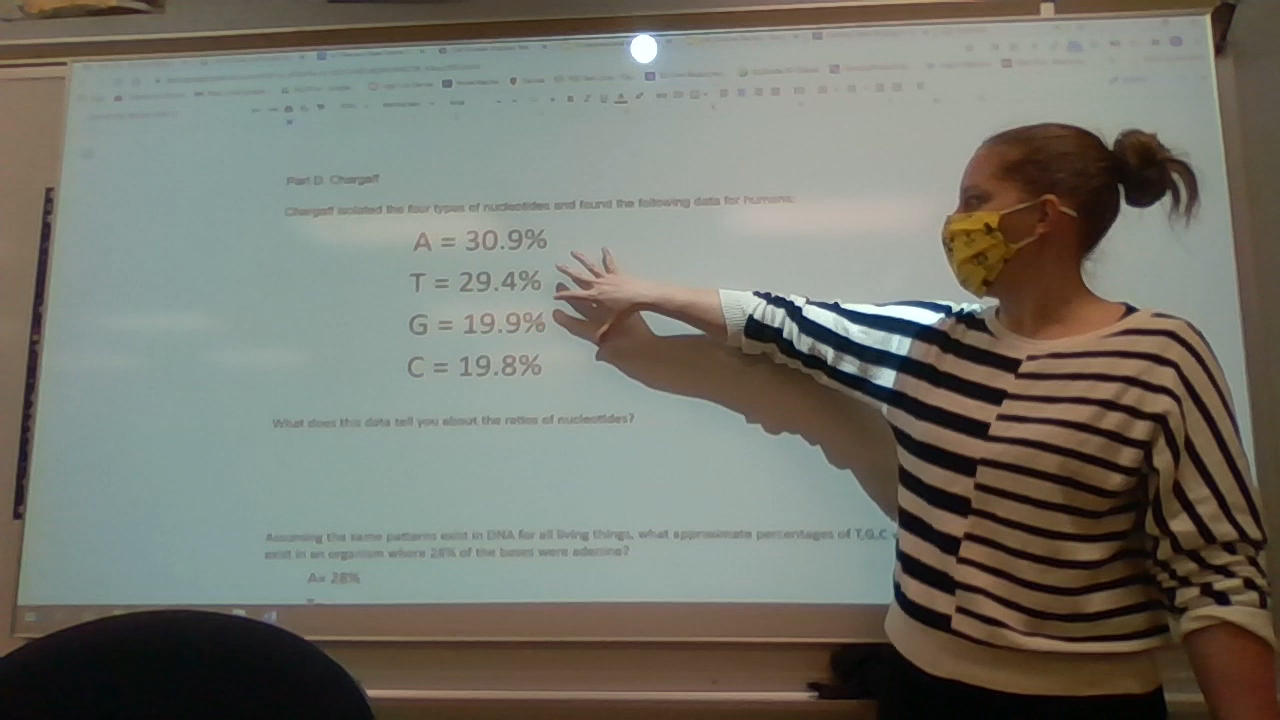 Part D. Chargaff
Chargaff isolated the four types of nucleotides and found the following data for humans:
A = 30.9%
T = 29.4%
G = 19.9%
C = 19.8%
What does this data tell you about the ratios of nucleotides?
Assuming the same patterns exist in DNA for all living things, what approximate percentages of T,G,C
exist in an organism where 28% of the bases were adenine?
A= 28%